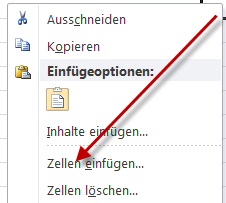 Ausschneiden
Kopieren
Einfügeoptionen:
Inhalte einfügen...
Zellen einfügen...
Zellen löschen...